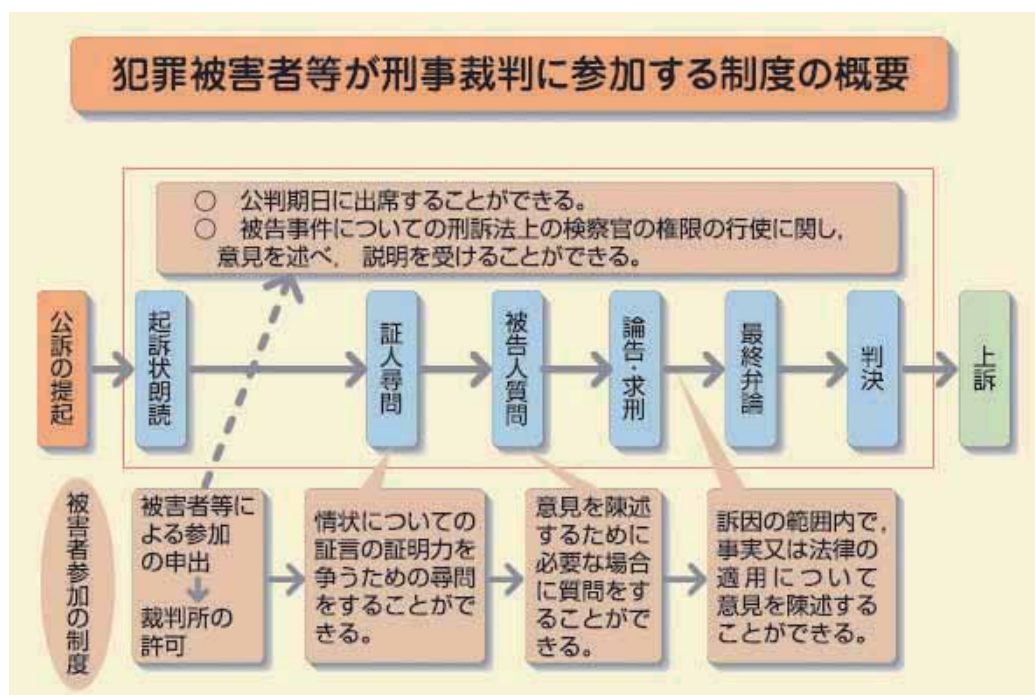 犯罪被害者等が刑事裁判に参加する制度の概要
○ 公判期日に出席することができる。
○ 被告事件についての刑訴法上の検察官の権限の行使に関し，
意見を述べ， 説明を受けることができる。
公訴の提起
起訴状朗読
証人尋問
被告人質問
論告・求刑
最終弁論
判決
上訴
被害者参加の制度
被害者等に
よる参加
の申出
裁判所の
許可
情状についての
証言の証明力を
争うための尋問
をすることがで
きる。
意見を陳述
するために
必要な場合
に質問をす
ることがで
きる。
訴因の範囲内で，
事実又は法律の
適用について
意見を陳述する
ことができる。